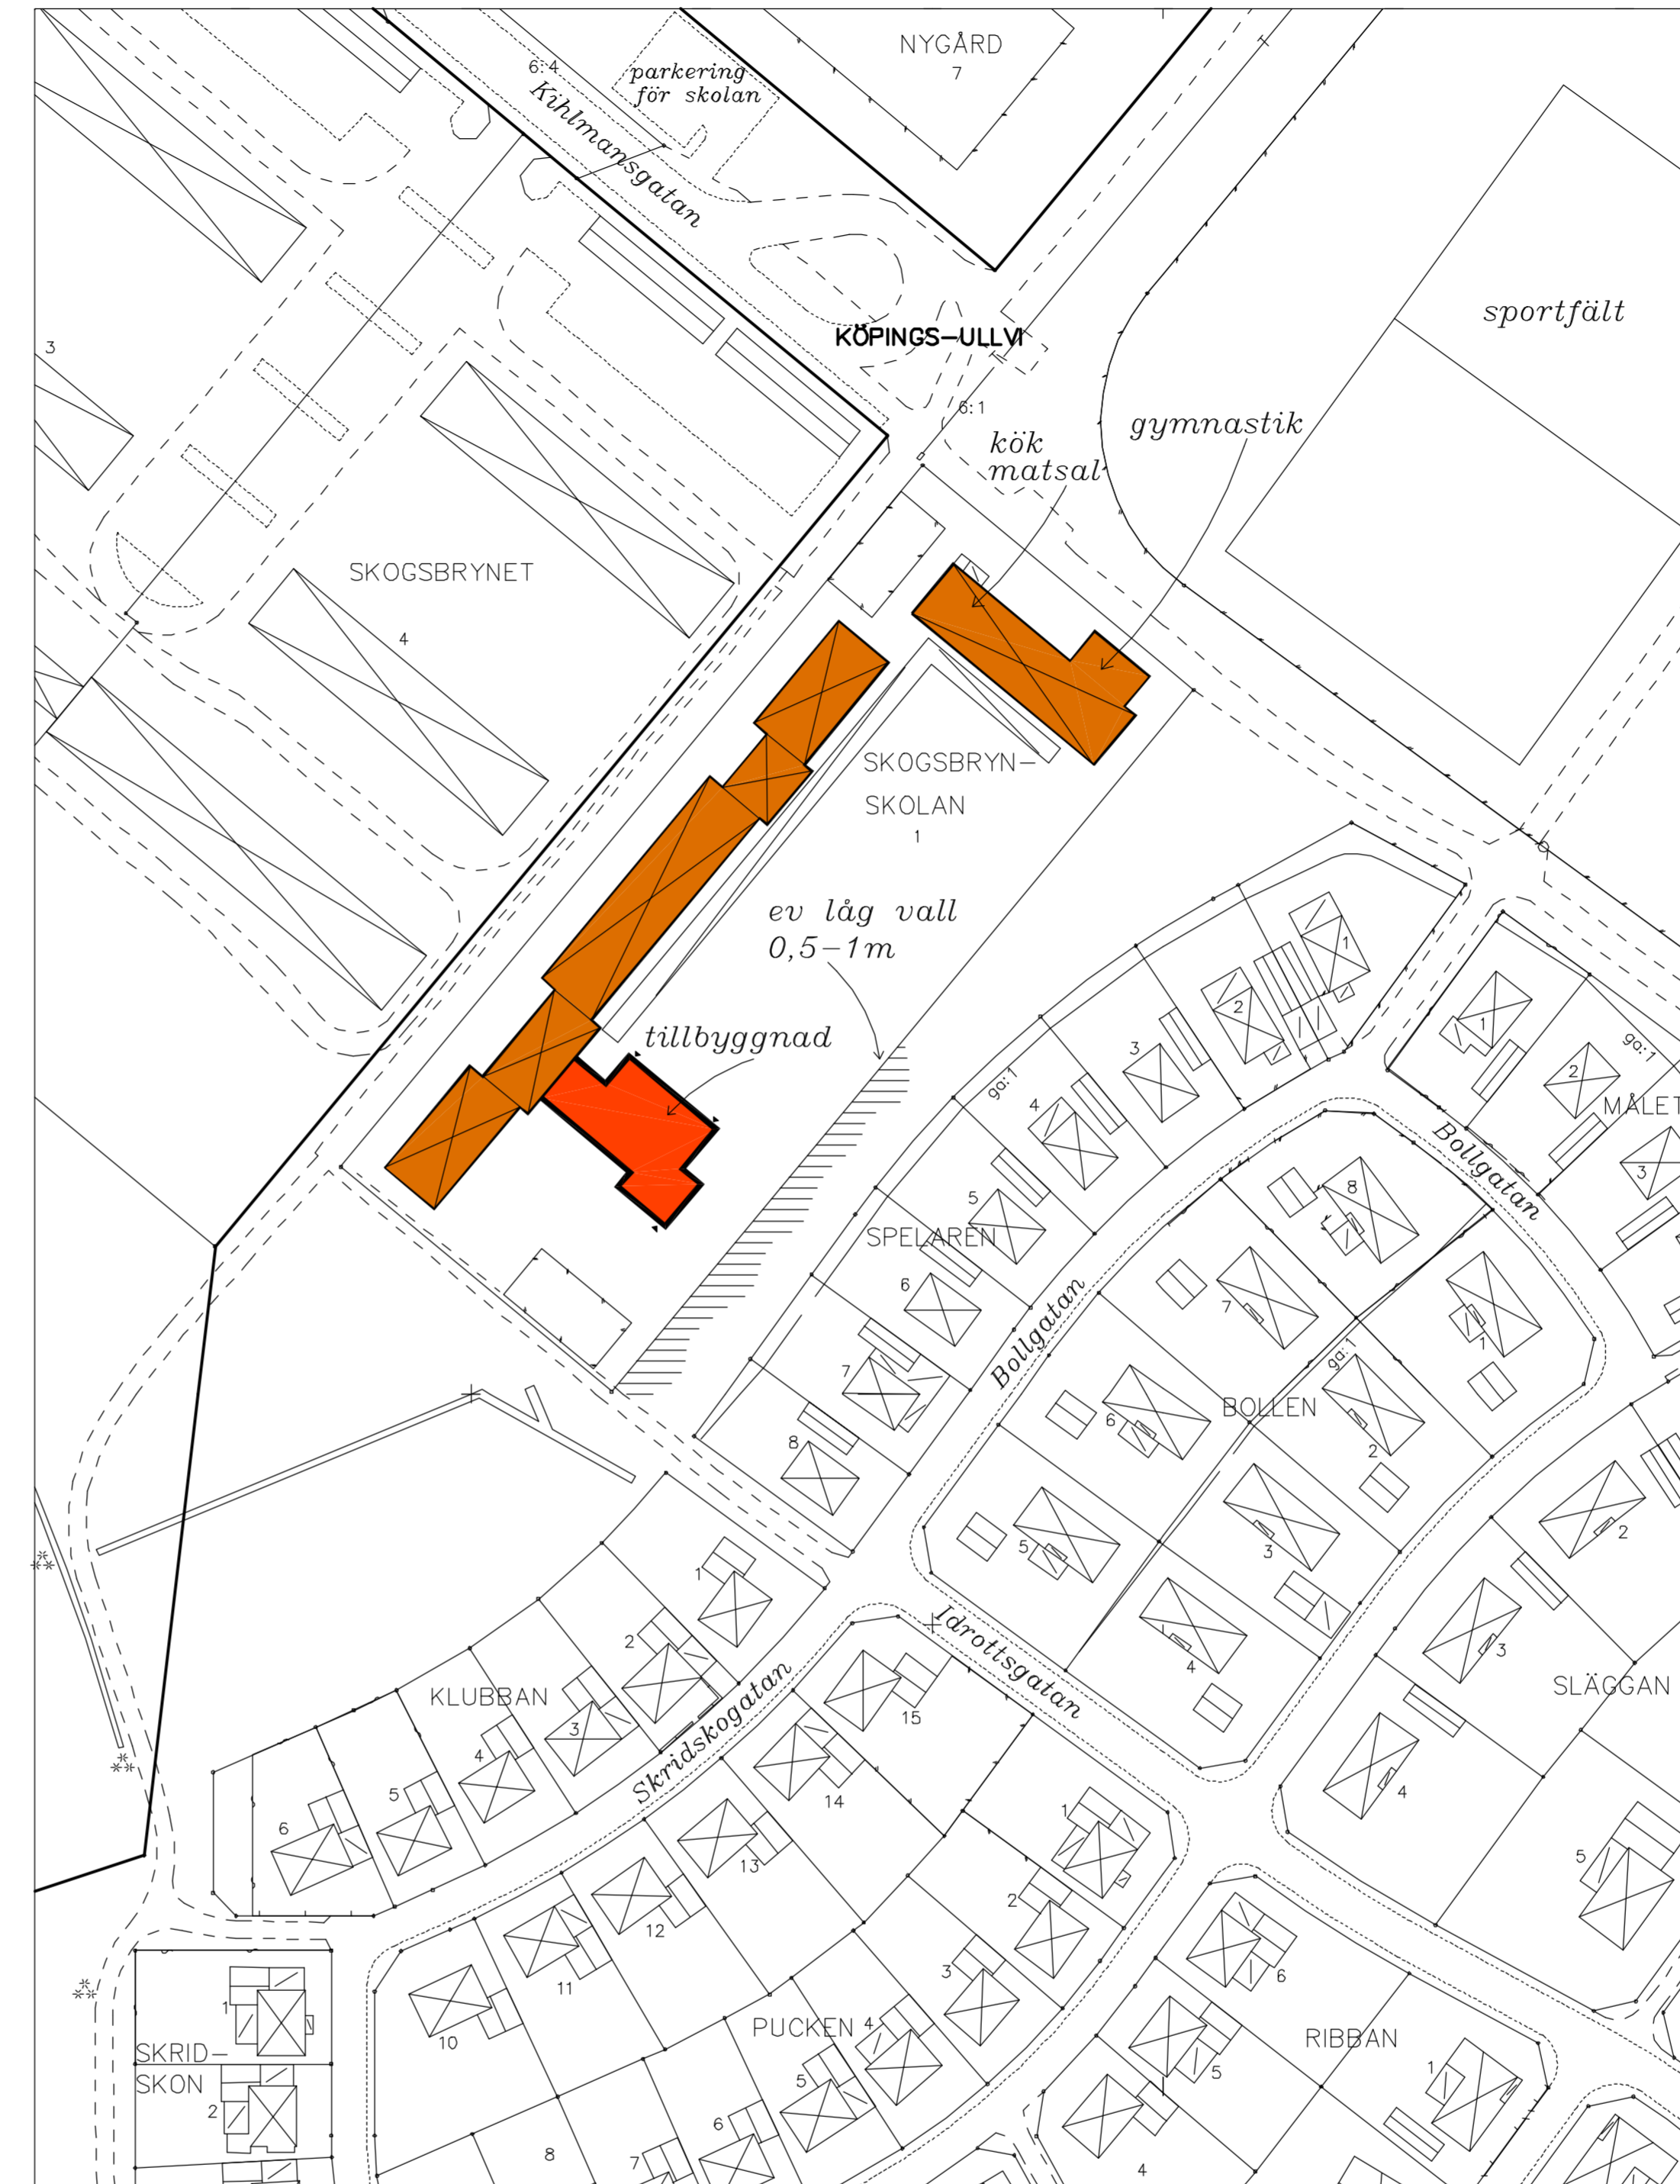 NYGÅRD
7
6:4
parkering
för skolan
Kihlmansgatan
sportfält
KÖPINGS-ULLVI
3
6:1
gymnastik
kök
matsal
SKOGSBRYNET
4
SKOGSBRYN-
SKOLAN
1
ev låg vall
0,5-1m
tillbyggnad
1
2
3
4
5
6
7
8
ga:1
SPELAREN
1
2
3
ga:1
MÅLET
Bollgatan
Bollgatan
8
7
6
5
1
2
3
4
ga:1
BOLLEN
Idrottsgatan
2
3
4
5
SLÄGGAN
1
2
3
4
5
6
KLUBBAN
Skridskogatan
15
14
13
12
11
10
8
7
6
5
4
3
2
1
PUCKEN
SKRID-
SKON
1
2
6
5
4
1
RIBBAN